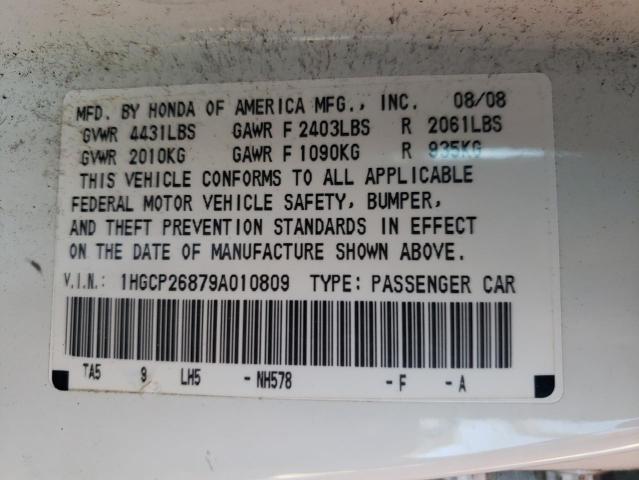 MFD. BY HONDA OF AMERICA MFG., INC. 08/08
GVWR 4431LBS GAWR F 2403LBS R 2061LBS
GVWR 2010KG GAWR F 1090KG R 935KG
THIS VEHICLE CONFORMS TO ALL APPLICABLE
FEDERAL MOTOR VEHICLE SAFETY, BUMPER,
AND THEFT PREVENTION STANDARDS IN EFFECT
ON THE DATE OF MANUFACTURE SHOWN ABOVE.
V.I.N.: 1HGCP26879A010809 TYPE: PASSENGER CAR
TA5 9 LH5 - NH578 - F - A